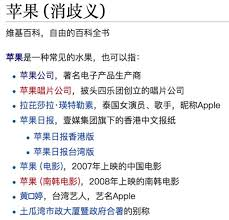 苹果 (消歧义)
维基百科，自由的百科全书
苹果是一种常见的水果，也可以指：
苹果公司，著名电子产品生产商
苹果唱片公司，披头四乐团创立的唱片公司
拉芘莎拉·瑛特勒素，泰国女演员、歌手，昵称Apple
苹果日报，壹媒集团旗下的香港中文报纸
苹果日报香港版
苹果日报台湾版
苹果 (电影)，2007年上映的中国电影
苹果 (南韩电影)，2008年上映的南韩电影
黄□婷，台湾艺人，艺名Apple
土瓜湾市政大厦暨政府合署的别称